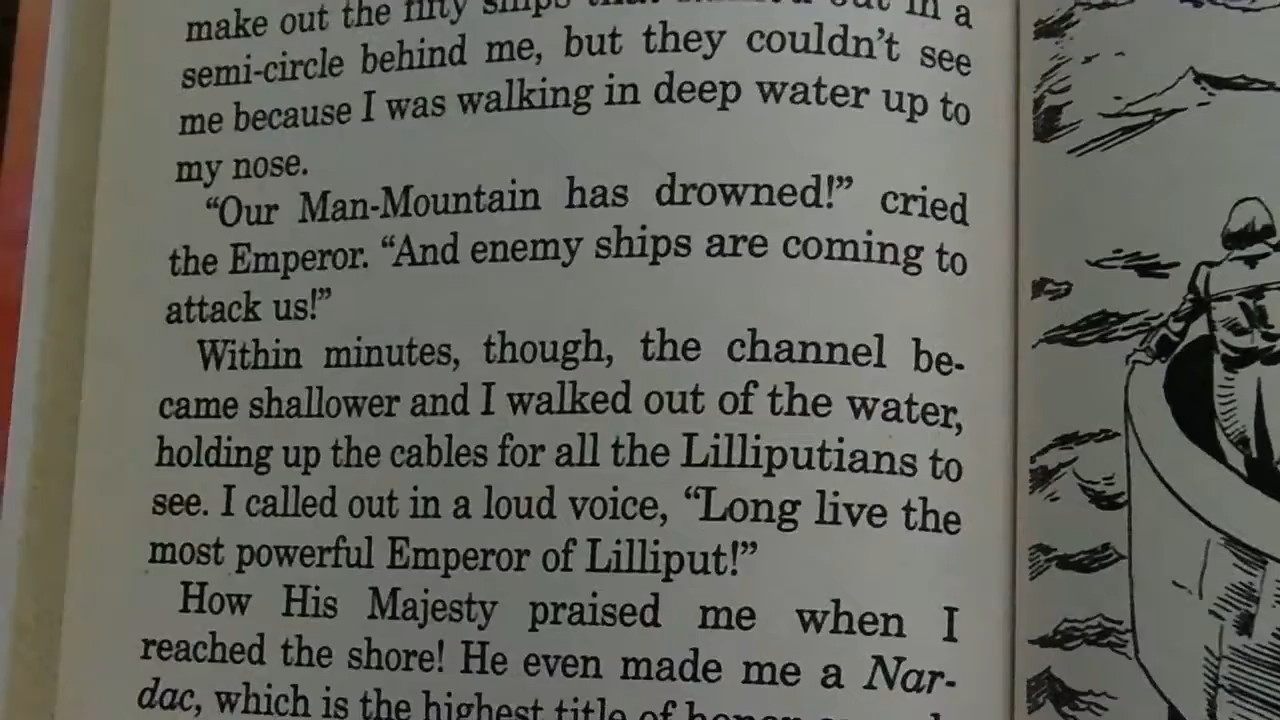 make out the fifty ships that out in a
semi-circle behind me, but they couldn't see
me because I was walking in deep water up to
my nose.
“Our Man-Mountain has drowned!” cried
the Emperor. “And enemy ships are coming to
attack us!”
Within minutes, though, the channel be-
came shallower and I walked out of the water,
holding up the cables for all the Lilliputians to
see. I called out in a loud voice, “Long live the
most powerful Emperor of Lilliput!”
How His Majesty praised me when I
reached the shore! He even made me a Nar-
dac, which is the highest title of honor